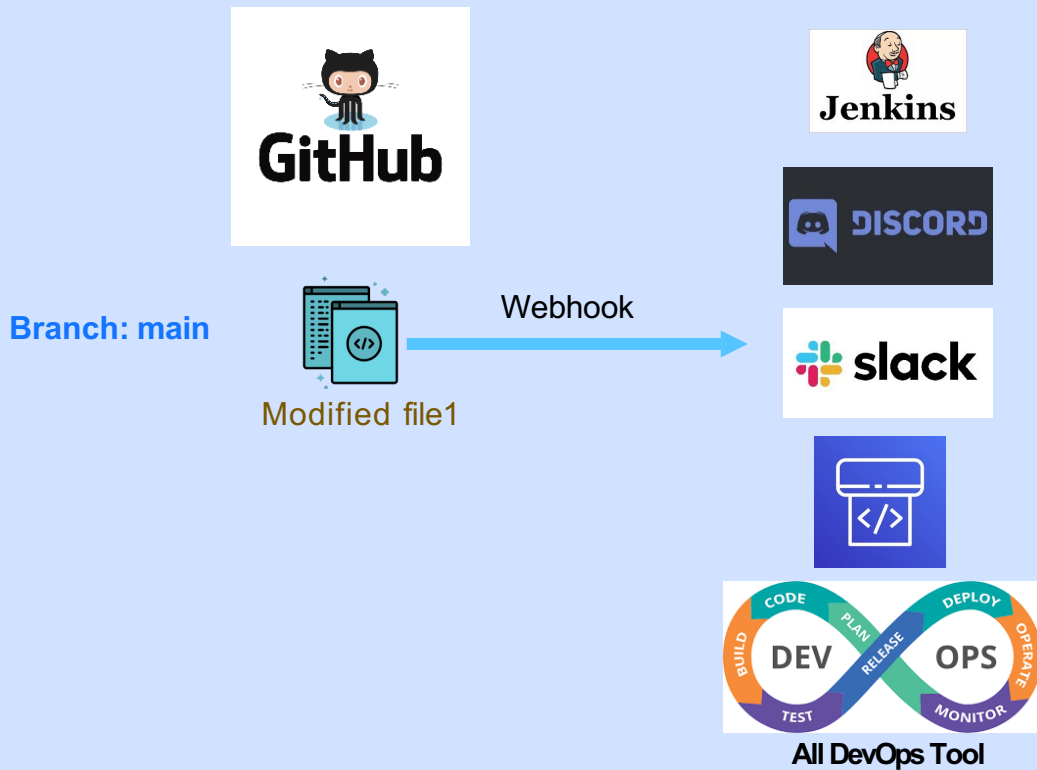 GitHub
Jenkins
DISCORD
Webhook
Branch: main
slack
Modified file1
</>
</>
CODE
DEPLOY
PLAN
BUILD
DEV
RELEASE
OPS
OPERATE
TEST
MONITOR
All DevOps Tool